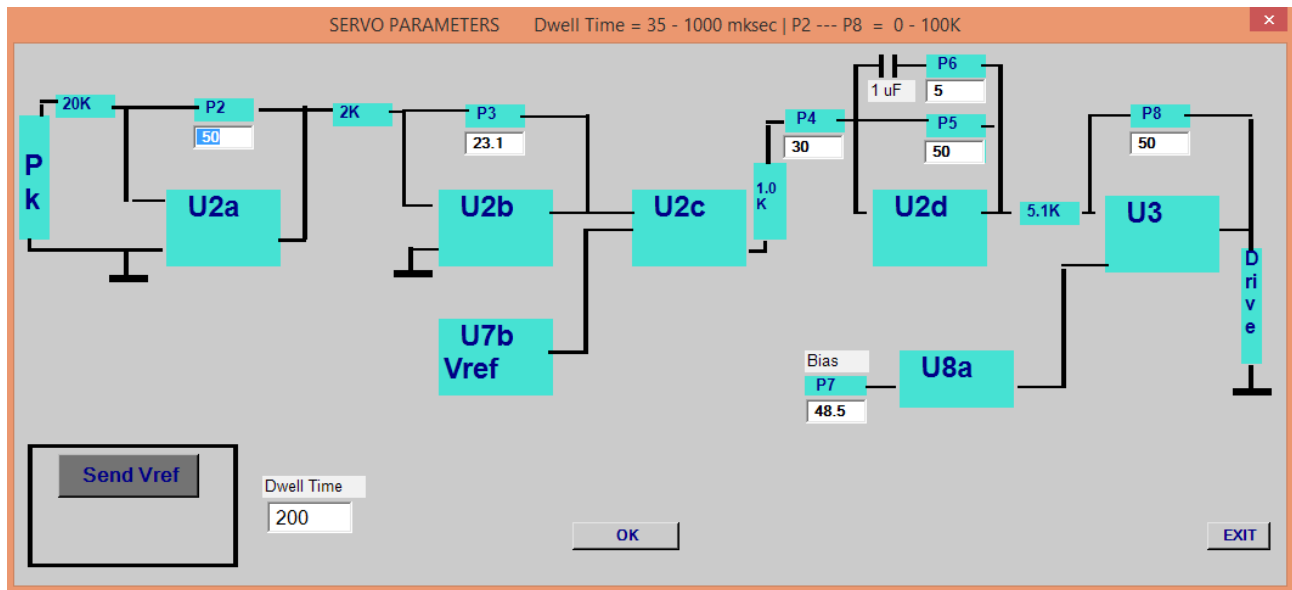 SERVO PARAMETERS Dwell Time = 35 - 1000 mksec | P2 --- P8 = 0 - 100K
20K
P2
50
2K
P3
23.1
P4
30
1 uF
P6
5
P5
50
P8
50
Pk
U2a
U2b
U2c
1.0
K
U2d
5.1K
U3
Drive
U7b
Vref
Bias
P7
48.5
U8a
Send Vref
Dwell Time
200
OK
EXIT